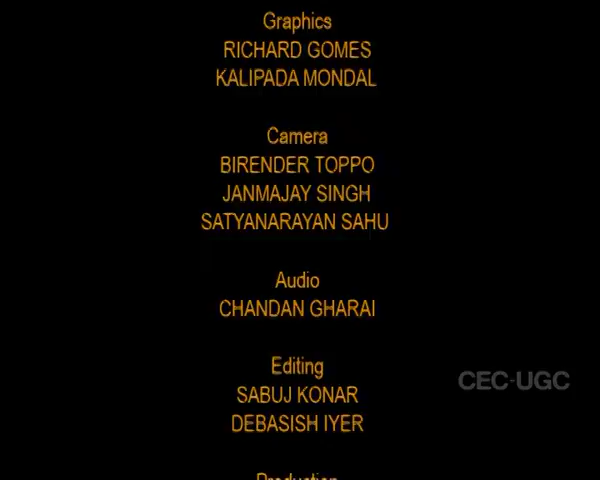 Graphics
RICHARD GOMES
KALIPADA MONDAL
Camera
BIRENDER TOPPO
JANMAJAY SINGH
SATYANARAYAN SAHU
Audio
CHANDAN GHARAI
Editing
SABUJ KONAR
DEBASISH IYER
CEC-UGC
Production